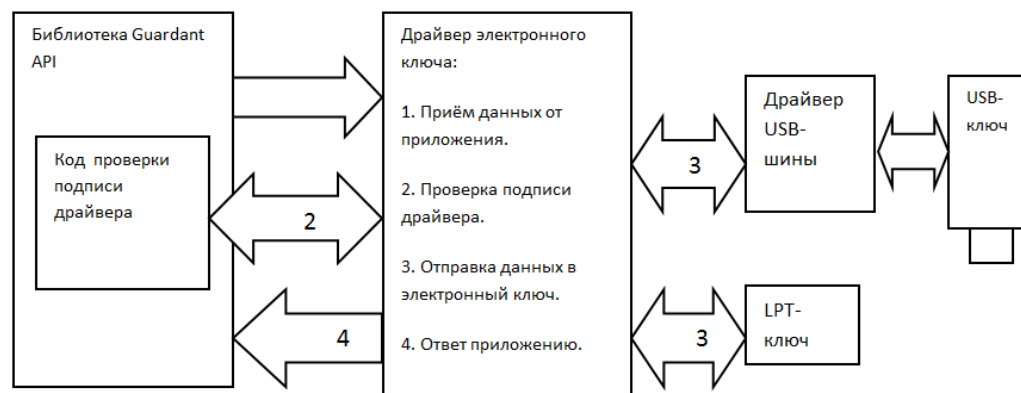 Библиотека Guardant
API
Код проверки
подписи
драйвера
2
4
Драйвер электронного
ключа:
1. Приём данных от
приложения.
2. Проверка подписи
драйвера.
3. Отправка данных в
электронный ключ.
4. Ответ приложению.
3
3
Драйвер
USB-
шины
USB-
ключ
LPT-
ключ